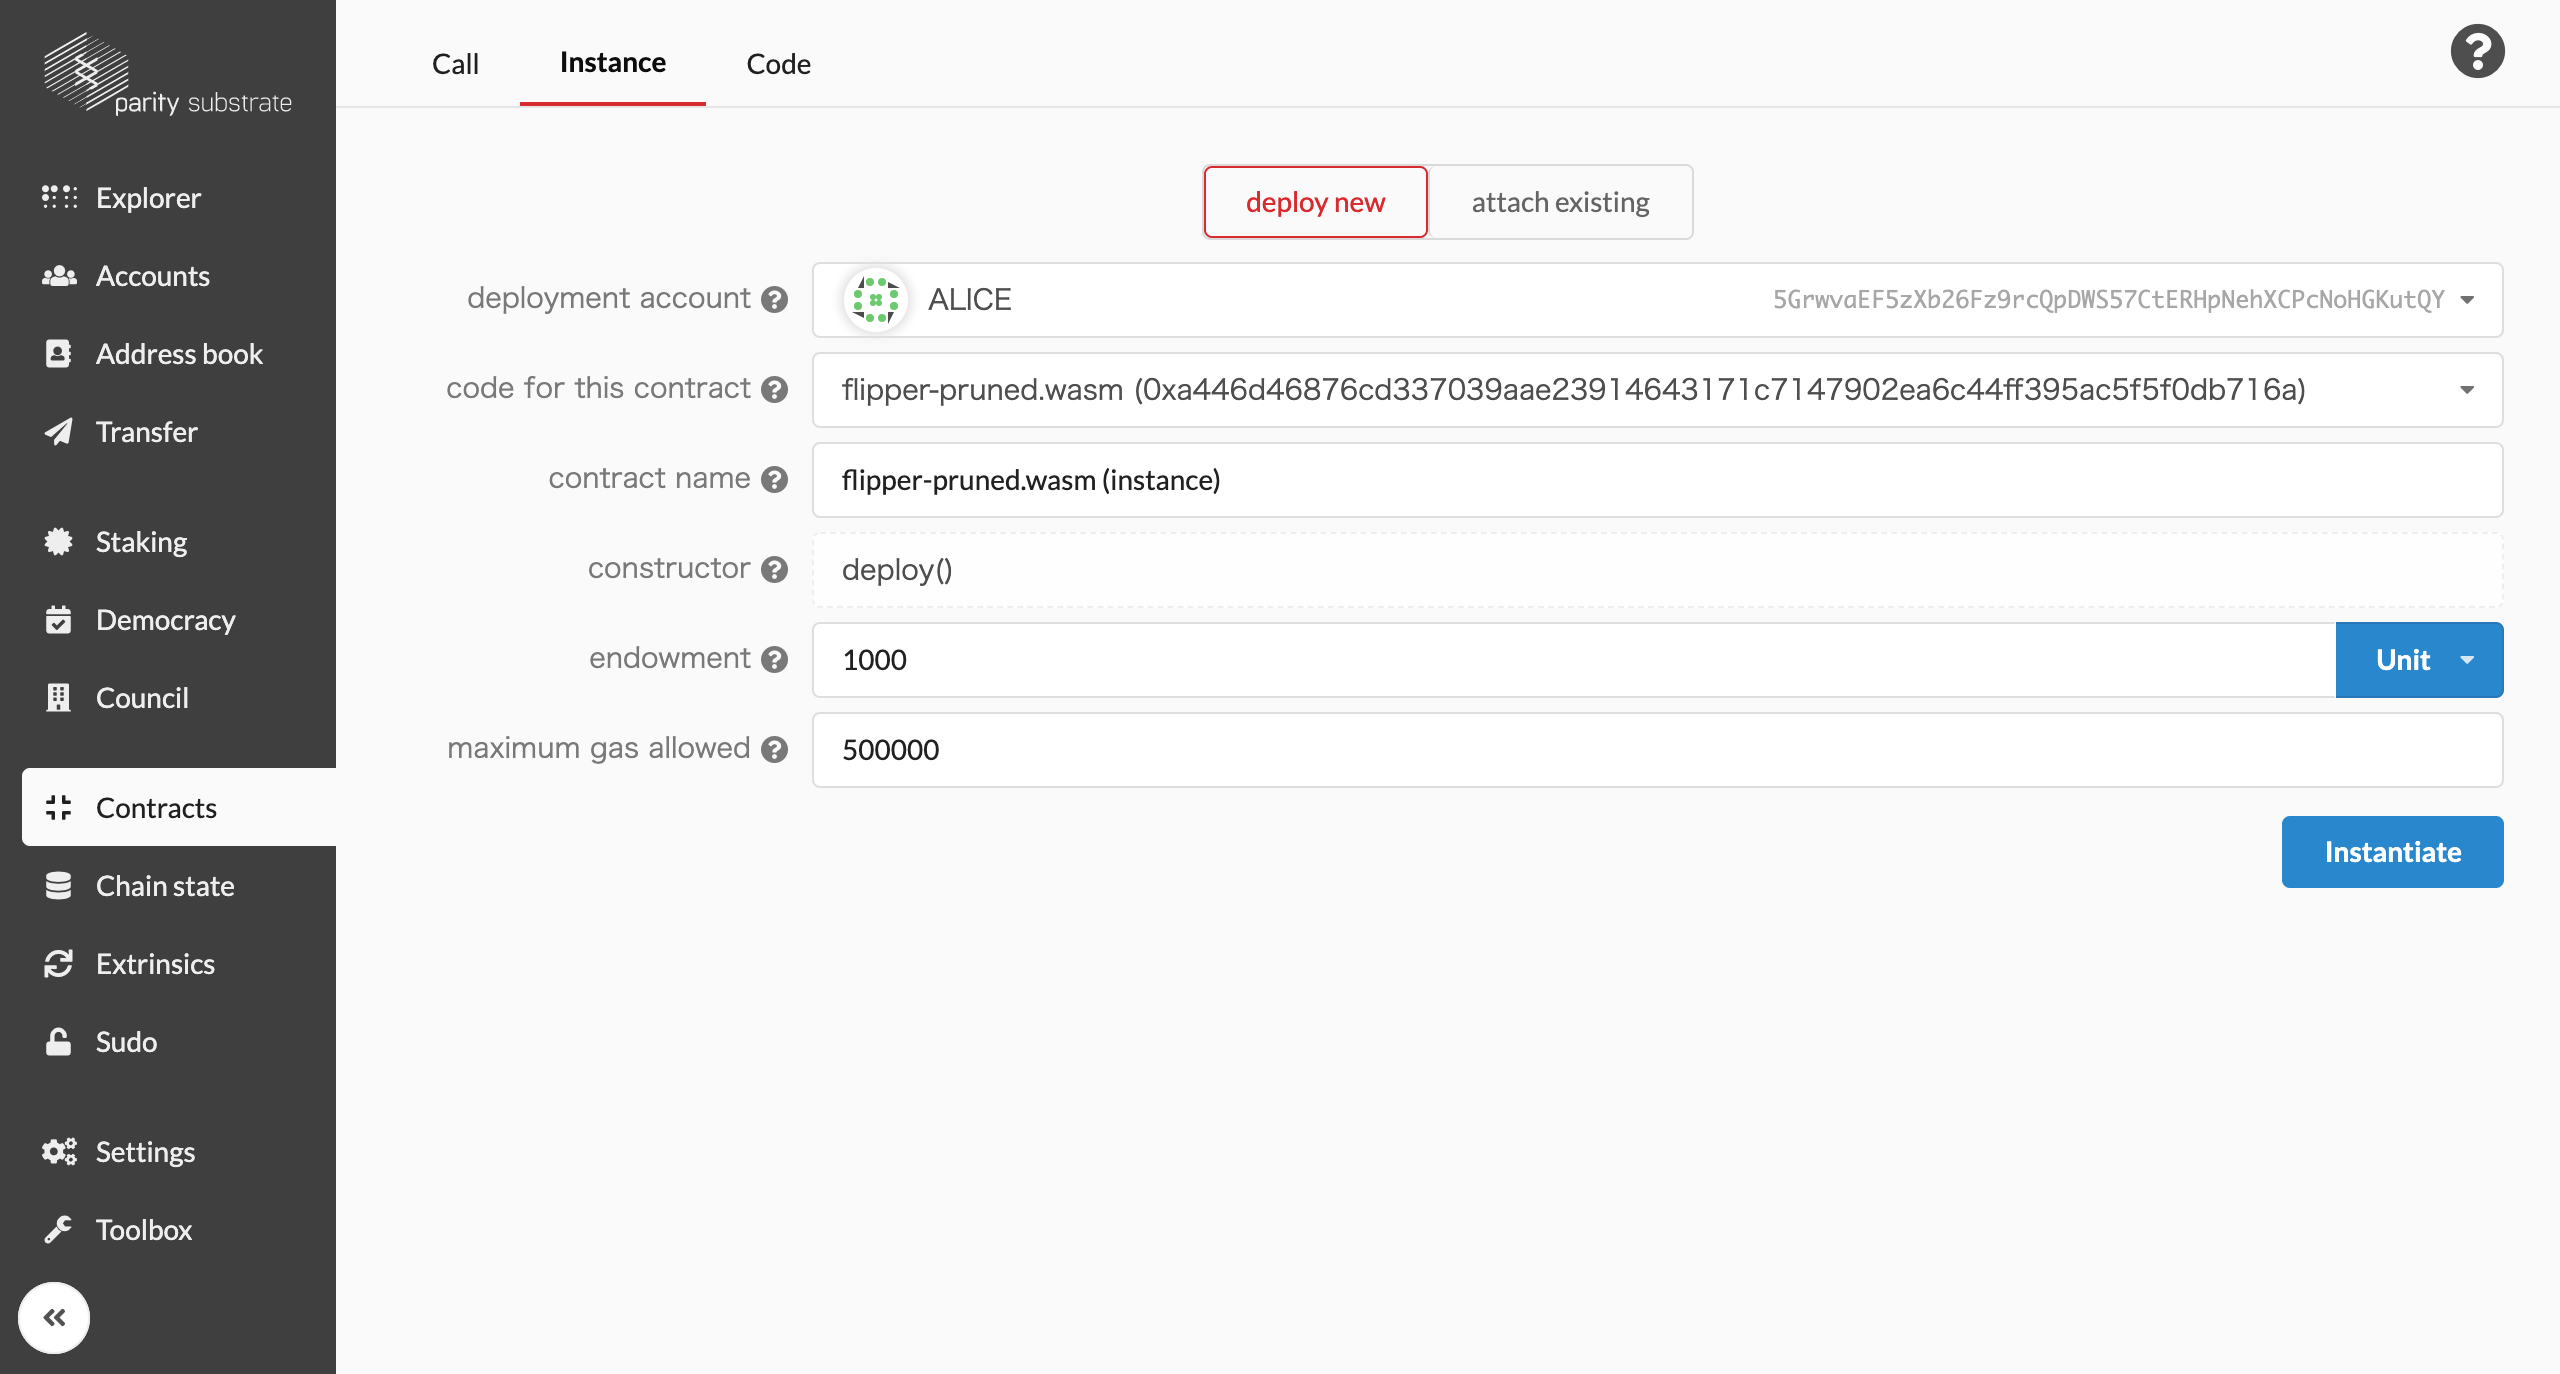 parity substrate
Explorer
Accounts
Address book
Transfer
Staking
Democracy
Council
Contracts
Chain state
Extrinsics
Sudo
Settings
Toolbox
Call Instance Code
deploy new attach existing
deployment account ALICE 5GrwvaEF5zXb26Fz9rcQpDWS57CtERHpNehXCPcNoHGKutQY
code for this contract flipper-pruned.wasm (0xa446d46876cd337039aae23914643171c7147902ea6c44ff395ac5f5f0db716a)
contract name flipper-pruned.wasm (instance)
constructor deploy()
endowment 1000 Unit
maximum gas allowed 500000
Instantiate